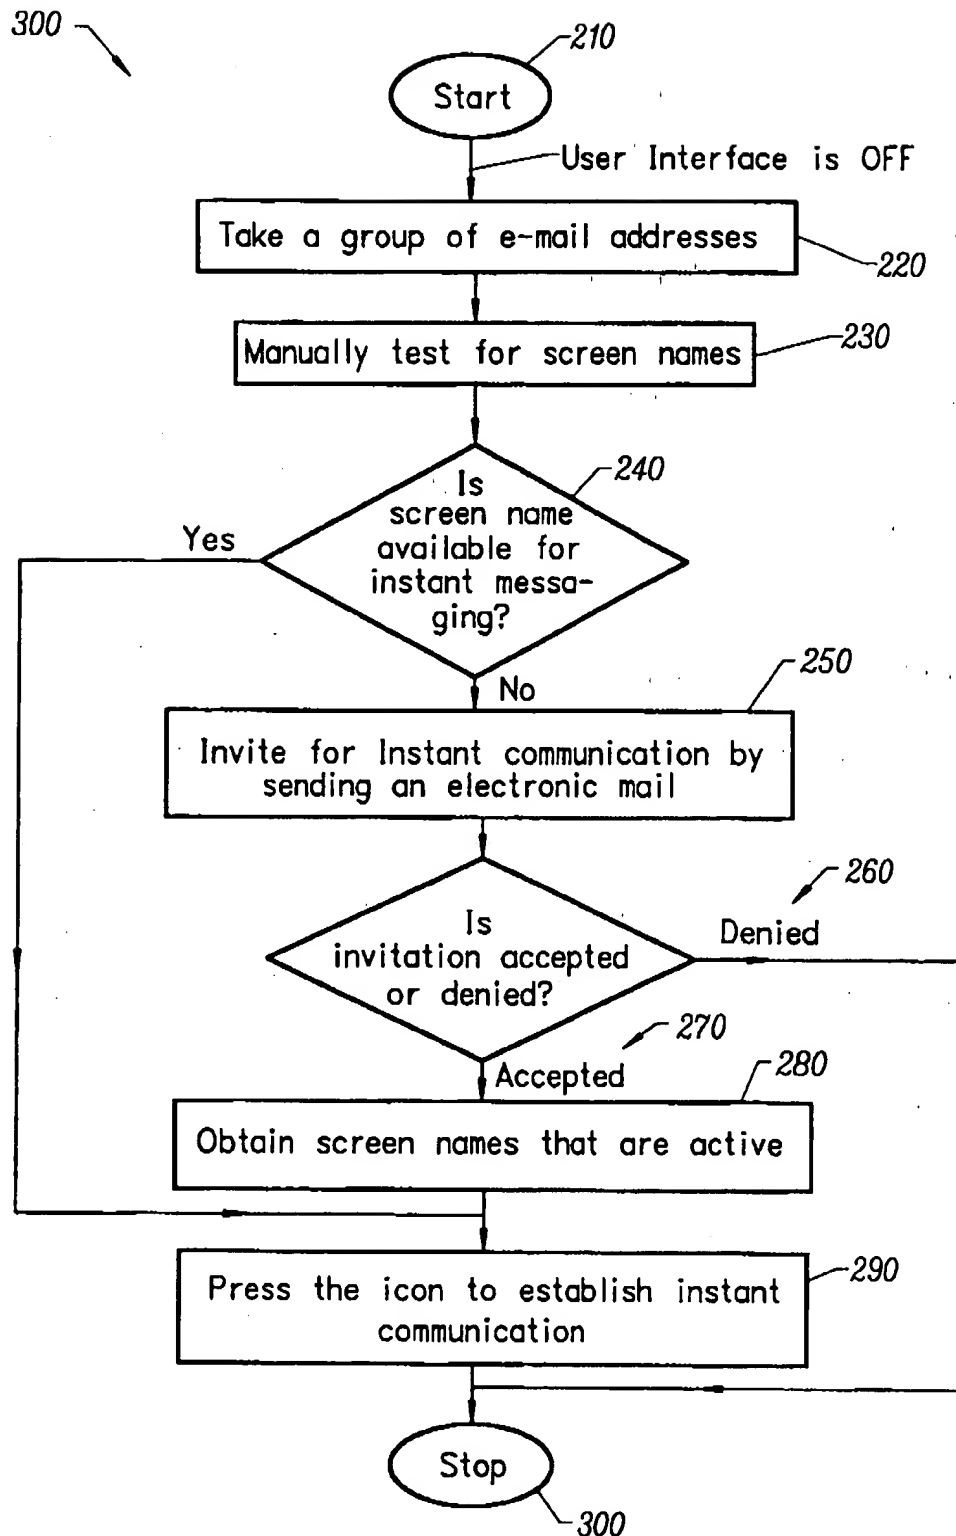 300
210
Start
User Interface is OFF
Take a group of e-mail addresses
220
Manually test for screen names
230
240
Is
screen name
available for
instant messa-
ging?
Yes
No
250
Invite for Instant communication by
sending an electronic mail
260
Denied
Is
invitation accepted
or denied?
270
Accepted
280
Obtain screen names that are active
290
Press the icon to establish instant
communication
Stop
300